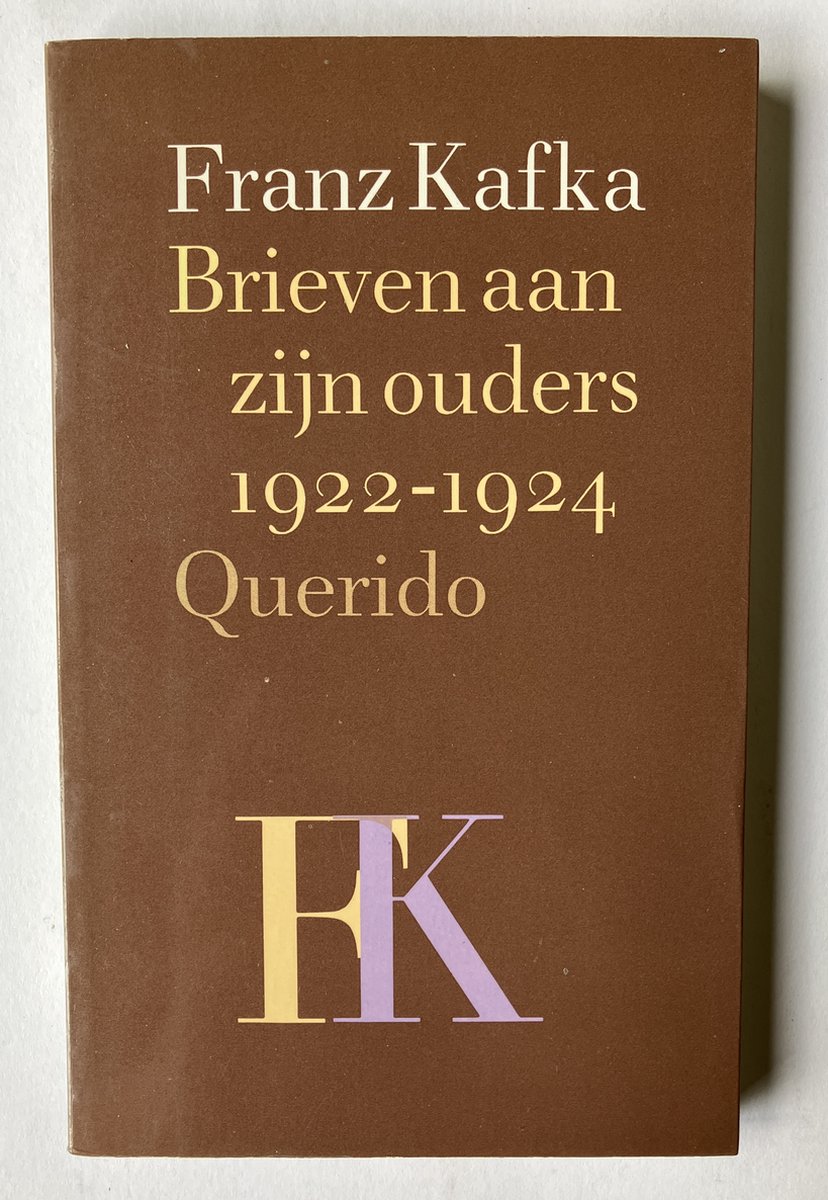 Franz Kafka
Brieven aan
zijn ouders
1922-1924
Querido
FK